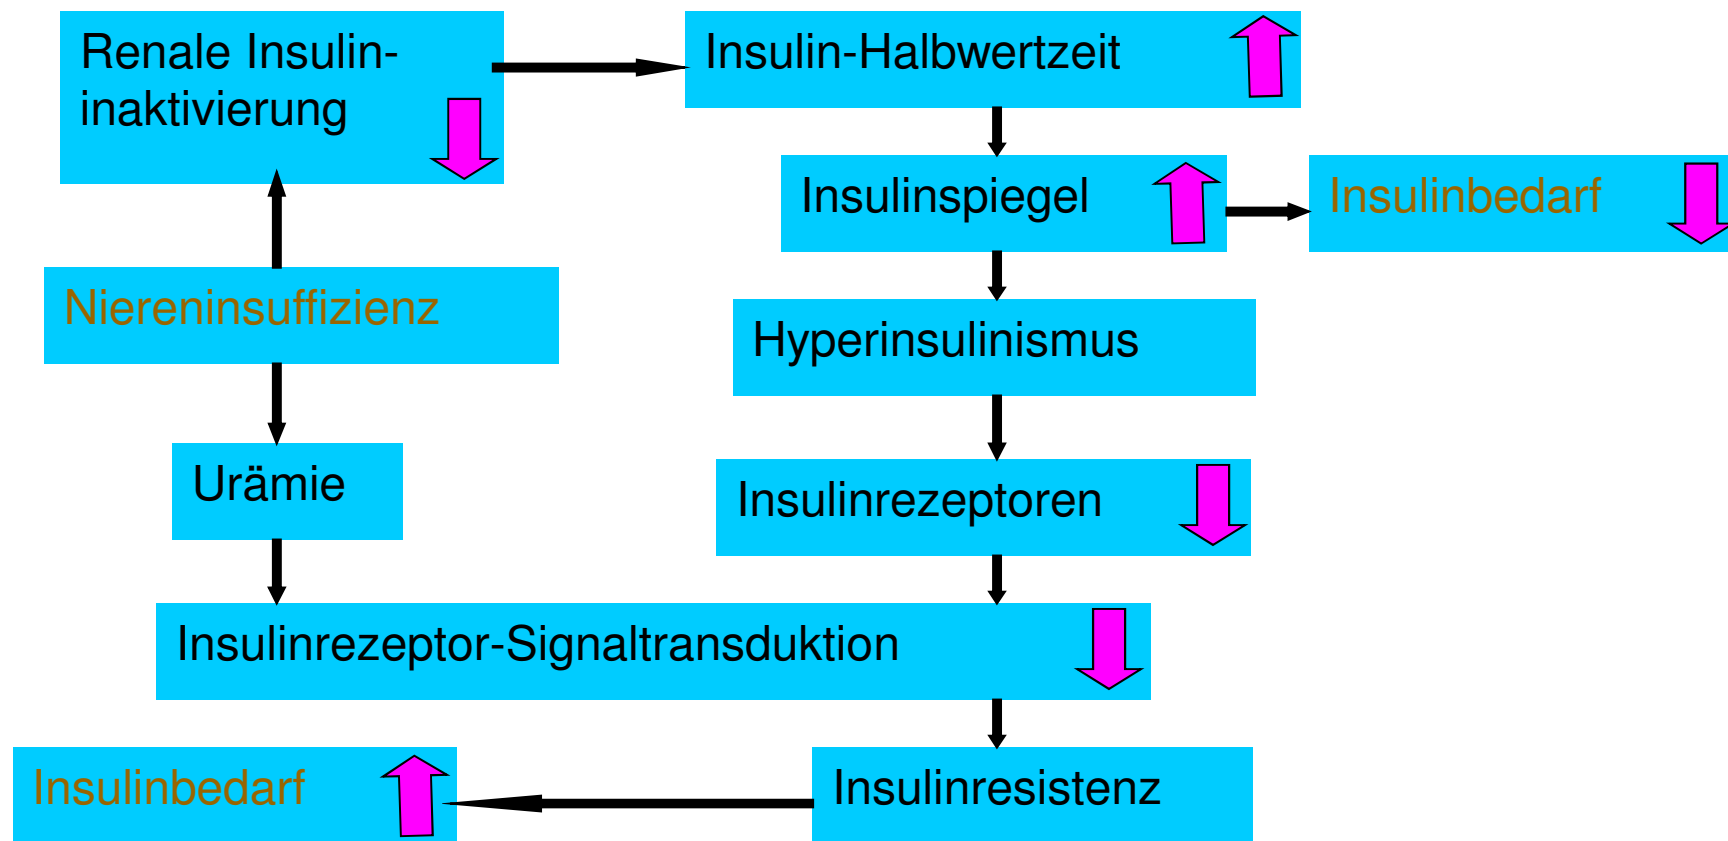 Renale Insulin-
inaktivierung
Insulin-Halbwertzeit
Insulinspiegel
Insulinbedarf
Niereninsuffizienz
Hyperinsulinismus
Urämie
Insulinrezeptoren
Insulinrezeptor-Signaltransduktion
Insulinbedarf
Insulinresistenz